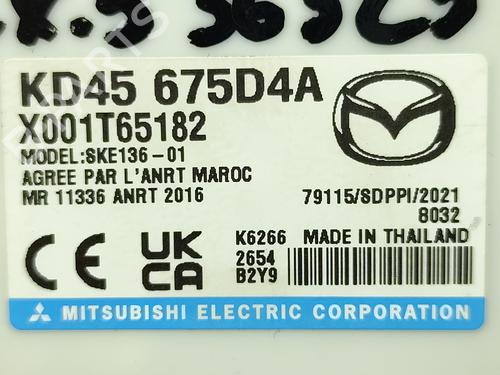 KD45 675D4A
X001T65182
MODEL:SKE136-01
AGREE PAR L'ANRT MAROC
MR 11336 ANRT 2016
79115/SDPPI/2021
8032
CE
UK
CA
K6266 MADE IN THAILAND
2654
B2Y9
MITSUBISHI ELECTRIC CORPORATION